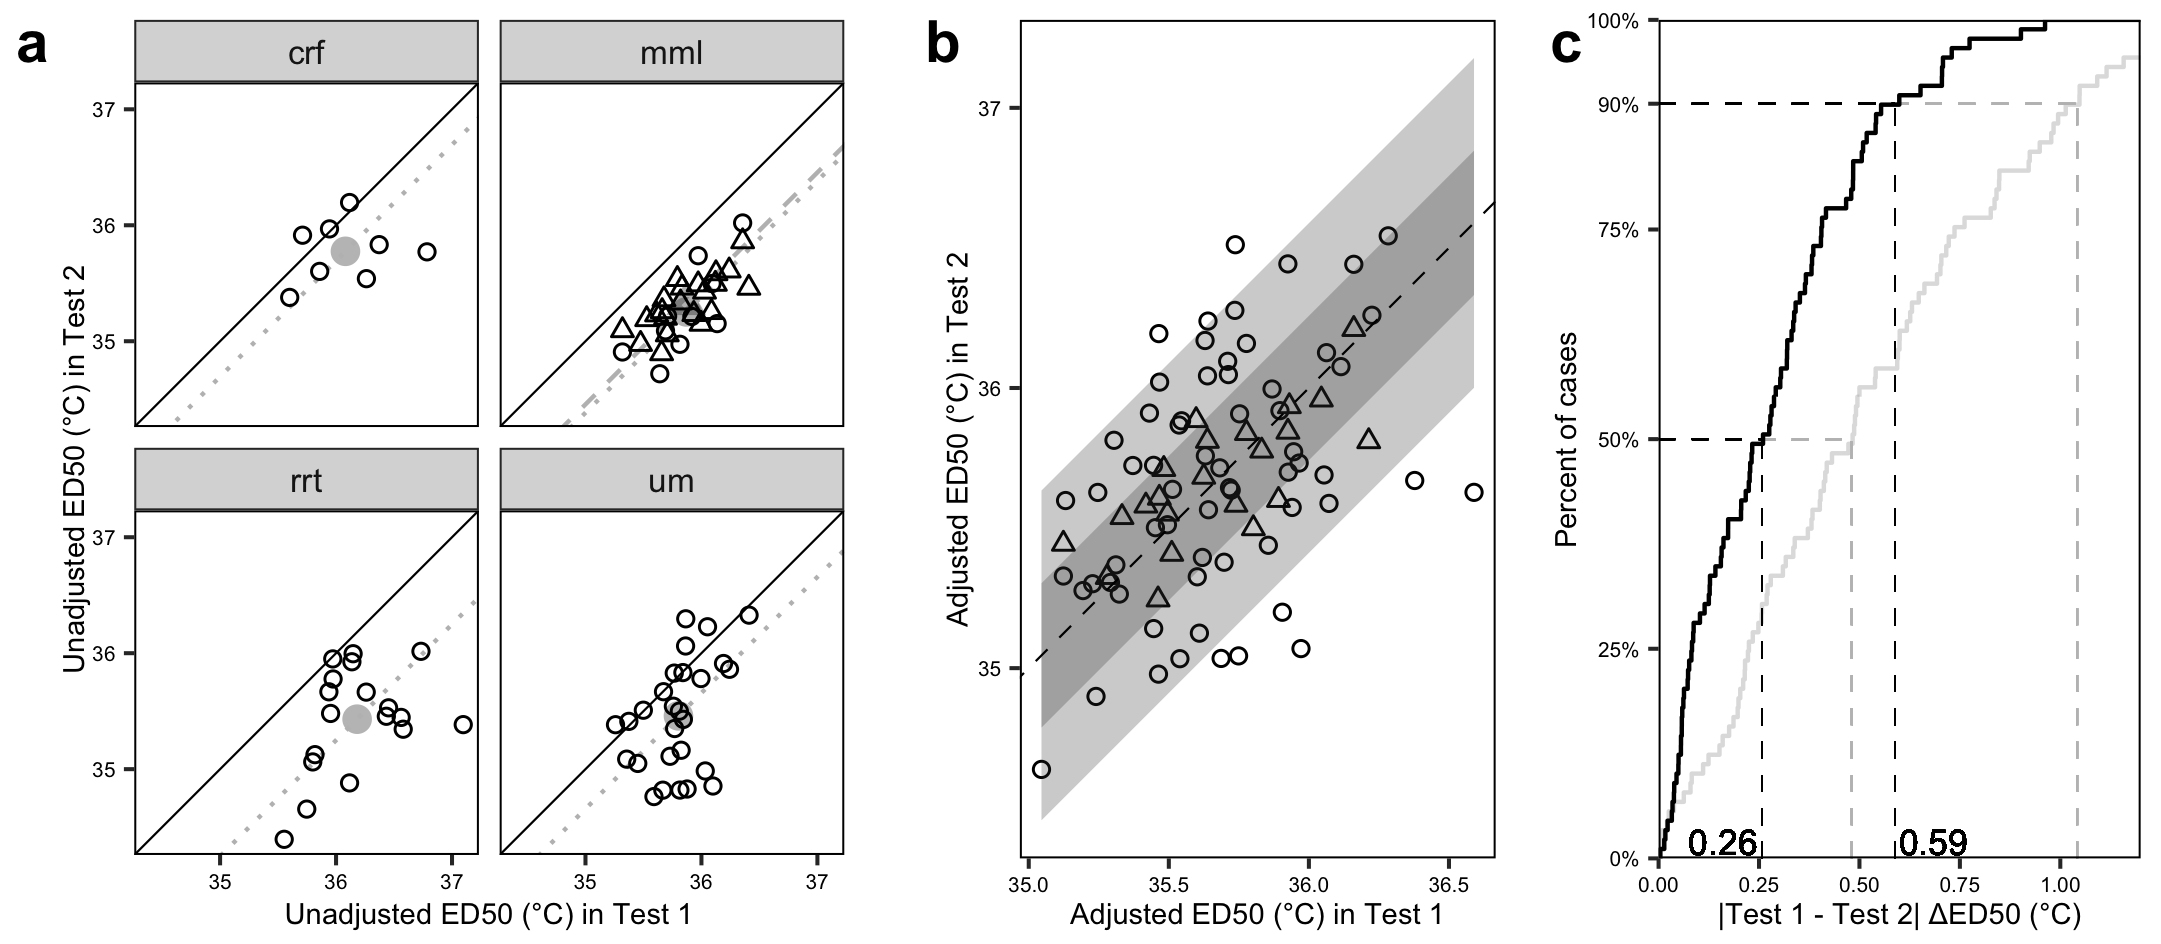 a
crf
mml
37
36
35
rrt
um
37
36
35
35
36
37
35
36
37
Unadjusted ED50 (°C) in Test 2
Unadjusted ED50 (°C) in Test 1
b
37
36
35
35.0
35.5
36.0
36.5
Adjusted ED50 (°C) in Test 2
Adjusted ED50 (°C) in Test 1
c
100%
90%
75%
50%
25%
0%
0.26
0.59
0.00
0.25
0.50
0.75
1.00
Percent of cases
|Test 1 - Test 2| ΔED50 (°C)